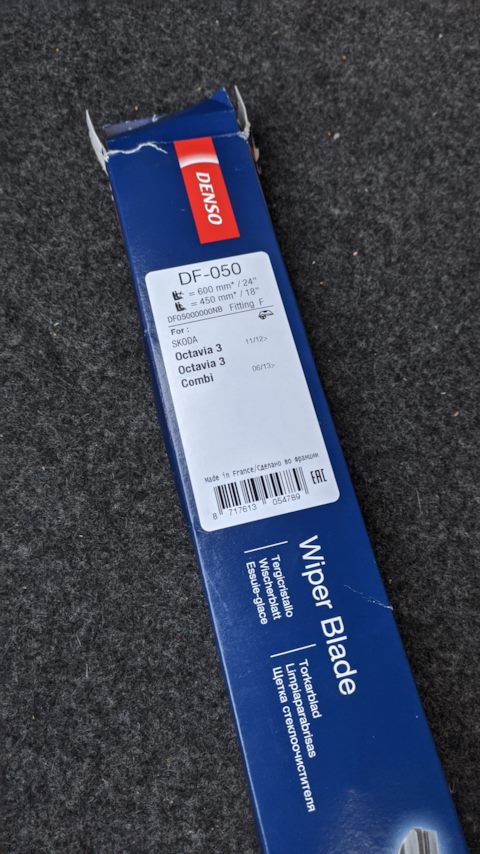 DENSO
DF-050
= 600 mm* / 24"
= 450 mm* / 18"
DF05000000NB Fitting F
For :
SKODA
Octavia 3 11/12>
Octavia 3 06/13>
Combi
Made in France/Сделано во франции
EAC
8 717613 054789
Wiper Blade
Tergicristallo
Wischerblatt
Essuie-glace
Torkarblad
Limpiaparabrisas
Щетка стеклоочистителя